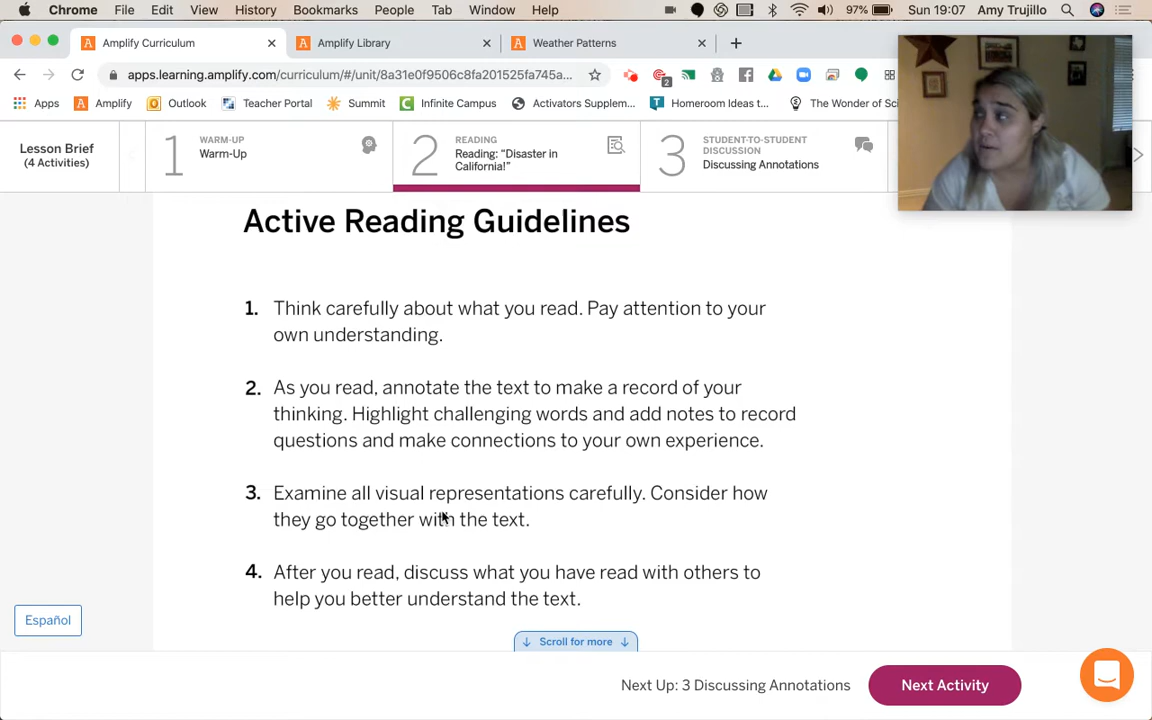 Chrome File Edit View History Bookmarks People Tab Window Help 97% Sun 19:07 Amy Trujillo
Amplify Curriculum Amplify Library Weather Patterns
apps.learning.amplify.com/curriculum/#/unit/8a31e0f9506c8fa201525fa745a... 2
Apps Amplify Outlook Teacher Portal Summit Infinite Campus Activators Supplem... Homeroom Ideas t... The Wonder of Sci
Lesson Brief
(4 Activities)
1 WARM-UP
Warm-Up
2 READING
Reading: "Disaster in
California!"
3 STUDENT-TO-STUDENT
DISCUSSION
Discussing Annotations
Active Reading Guidelines
1. Think carefully about what you read. Pay attention to your
own understanding.
2. As you read, annotate the text to make a record of your
thinking. Highlight challenging words and add notes to record
questions and make connections to your own experience.
3. Examine all visual representations carefully. Consider how
they go together with the text.
4. After you read, discuss what you have read with others to
help you better understand the text.
Español
Scroll for more
Next Up: 3 Discussing Annotations
Next Activity